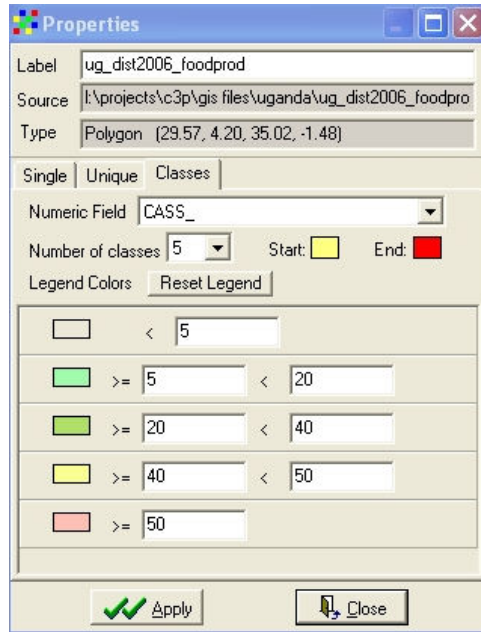 Properties
Label ug_dist2006_foodprod
Source I:\projects\c3p\gis files\uganda\ug_dist2006_foodpro
Type Polygon (29.57, 4.20, 35.02, -1.48)
Single Unique Classes
Numeric Field CASS_
Number of classes 5 Start: End:
Legend Colors Reset Legend
< 5
>= 5 < 20
>= 20 < 40
>= 40 < 50
>= 50
Apply Close